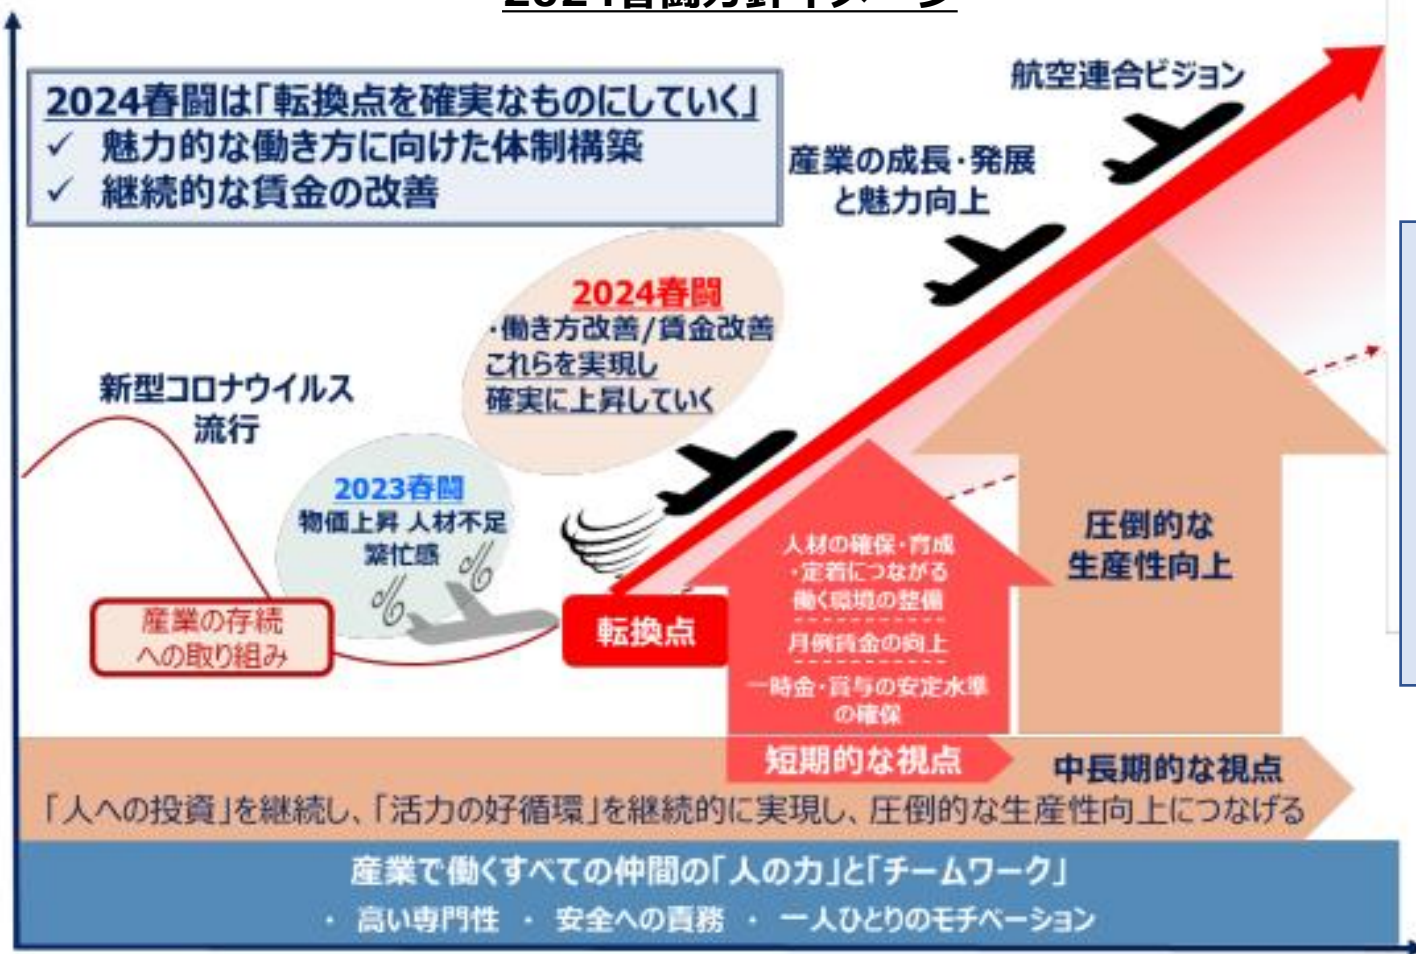 2024春闘方針イメージ
2024春闘は「転換点を確実なものにしていく」
✓ 魅力的な働き方に向けた体制構築
✓ 継続的な賃金の改善
航空連合ビジョン
産業の成長・発展
と魅力向上
2024春闘
・働き方改善/賃金改善
これらを実現し
確実に上昇していく
新型コロナウイルス
流行
2023春闘
物価上昇 人材不足
繁忙感
産業の存続
への取り組み
転換点
人材の確保・育成
・定着につながる
働く環境の整備
月例賃金の向上
一時金・賞与の安定水準
の確保
圧倒的な
生産性向上
短期的な視点
中長期的な視点
「人への投資」を継続し、「活力の好循環」を継続的に実現し、圧倒的な生産性向上につなげる
産業で働くすべての仲間の「人の力」と「チームワーク」
・ 高い専門性 ・ 安全への責務 ・ 一人ひとりのモチベーション